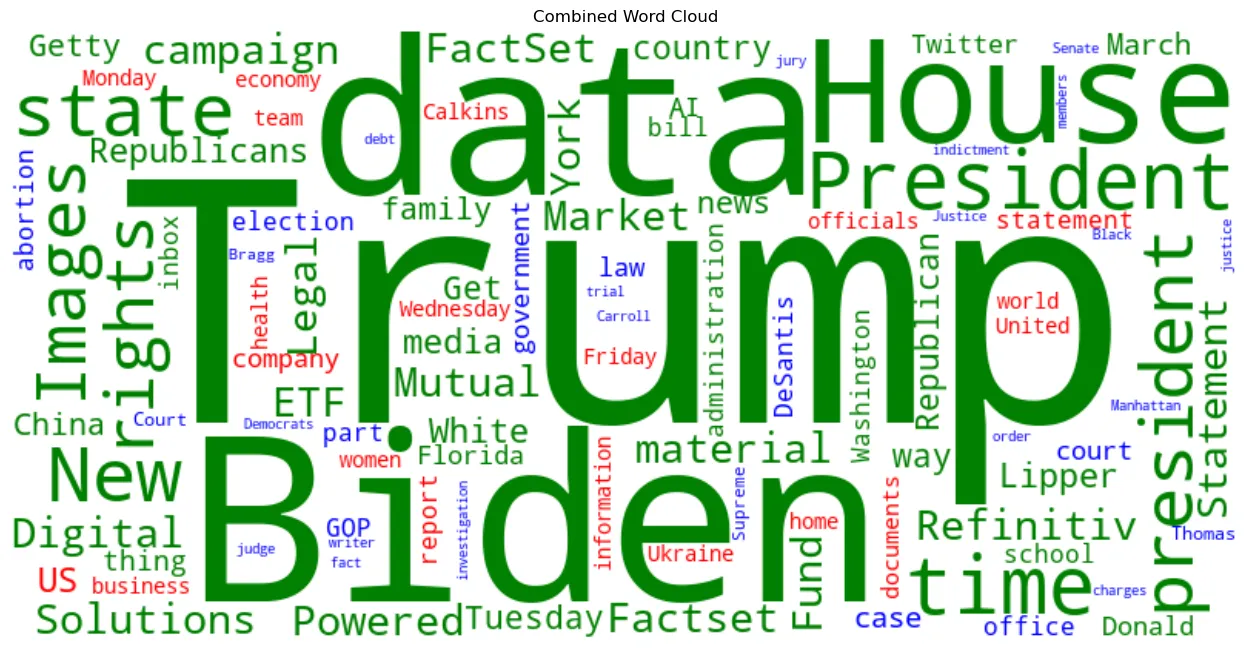 Combined Word Cloud
Getty
campaign
FactSet
country
Twitter
Senate
March
Monday
economy
jury
House
state
team
data
Calkins
AI
bill
York
members
debt
Republicans
indictment
President
abortion
Images
rights
inbox
election
family
Market
news
officials
Justice
statement
Black
justice
Bragg
Legal
health
Trump
Get
Wednesday
government
law
trial
Carroll
Friday
administration
DeSantis
Washington
Republican
world
United
president
Statement
company
media
Mutual
ETF
China
Court
Democrats
part
White
Florida
women
material
way
Manhattan
order
court
Lipper
New
Biden
report
investigation
information
Supreme
home
Ukraine
Fund
documents
Refinitiv
Thomas
school
time
charges
Digital
thing
US
business
judge
GOP
writer
fact
Solutions
Powered
Tuesday
Factset
case
office
Donald